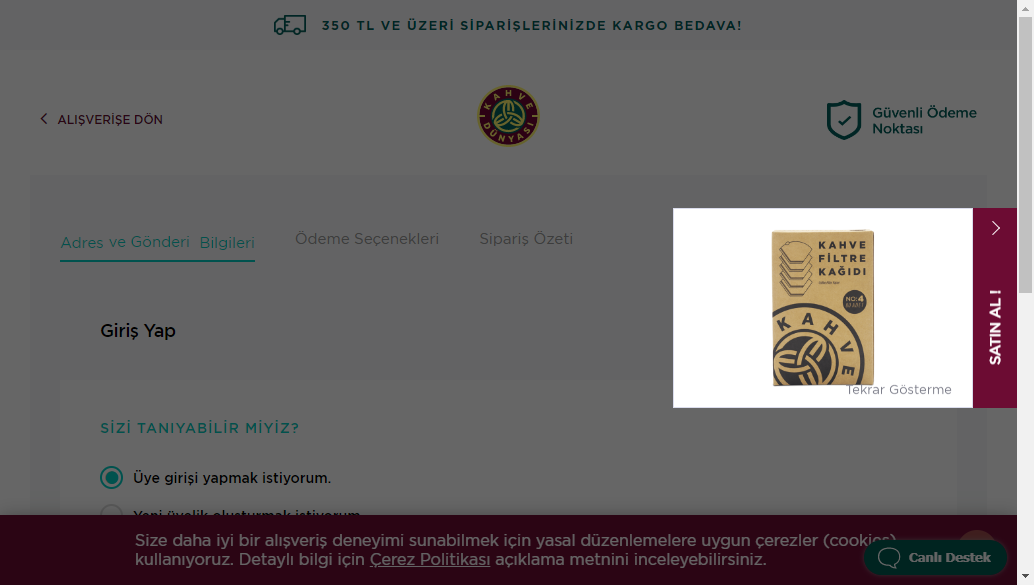 350 TL VE ÜZERİ SİPARİŞLERİNİZDE KARGO BEDAVA!
ALIŞVERİŞE DÖN
KAHVE DÜNYASI
Güvenli Ödeme
Noktası
Adres ve Gönderi Bilgileri
Ödeme Seçenekleri
Sipariş Özeti
KAHVE
FİLTRE
KAĞIDI
NO:4
KAHVE
Tekrar Gösterme
SATIN AL !
Giriş Yap
SİZİ TANIYABİLİR MİYİZ?
Üye girişi yapmak istiyorum.
Yeni üyelik oluşturmak istiyorum.
Size daha iyi bir alışveriş deneyimi sunabilmek için yasal düzenlemelere uygun çerezler (cookies)
kullanıyoruz. Detaylı bilgi için Çerez Politikası açıklama metnini inceleyebilirsiniz.
Canlı Destek